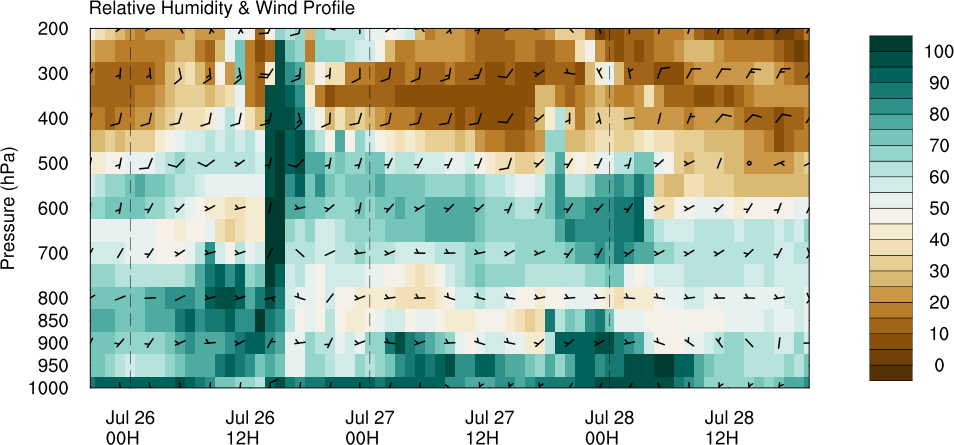 Relative Humidity & Wind Profile
Pressure (hPa)
200
300
400
500
600
700
800
850
900
950
1000
Jul 26 00H
Jul 26 12H
Jul 27 00H
Jul 27 12H
Jul 28 00H
Jul 28 12H
100
90
80
70
60
50
40
30
20
10
0